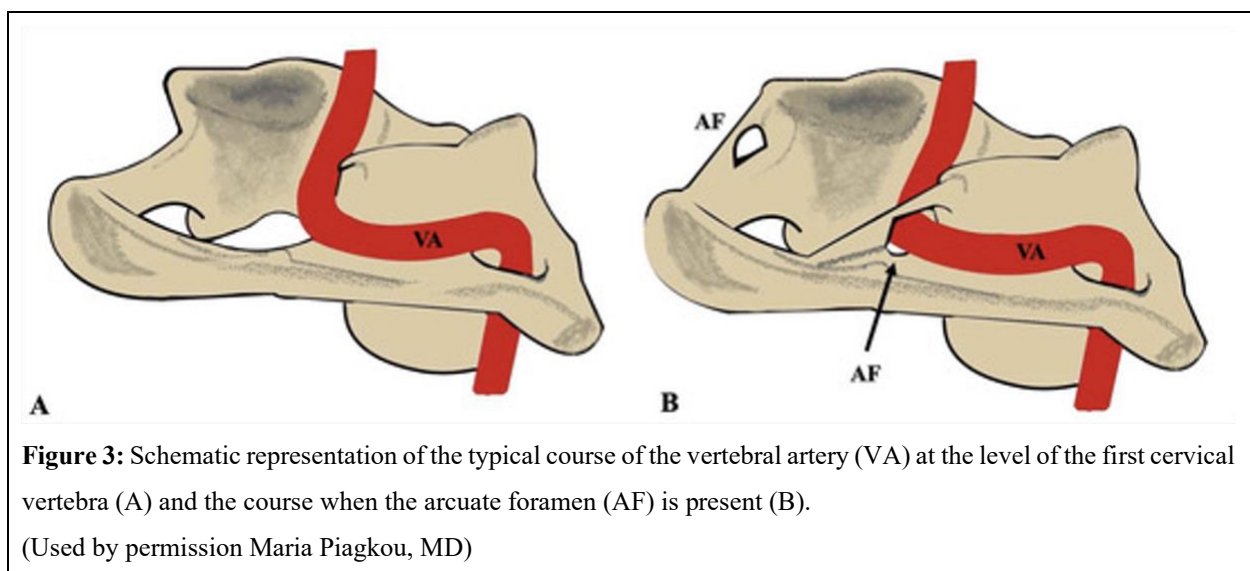 AF
VA
VA
AF
A
B
Figure 3: Schematic representation of the typical course of the vertebral artery (VA) at the level of the first cervical
vertebra (A) and the course when the arcuate foramen (AF) is present (B).
(Used by permission Maria Piagkou, MD)